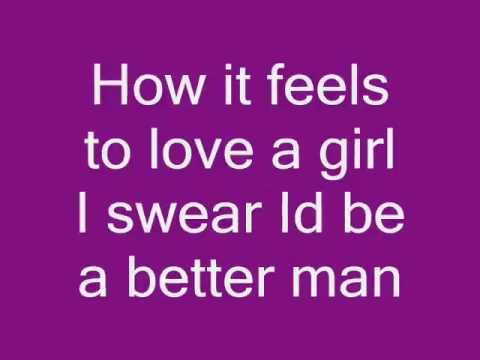 How it feels
to love a girl
I swear Id be
a better man